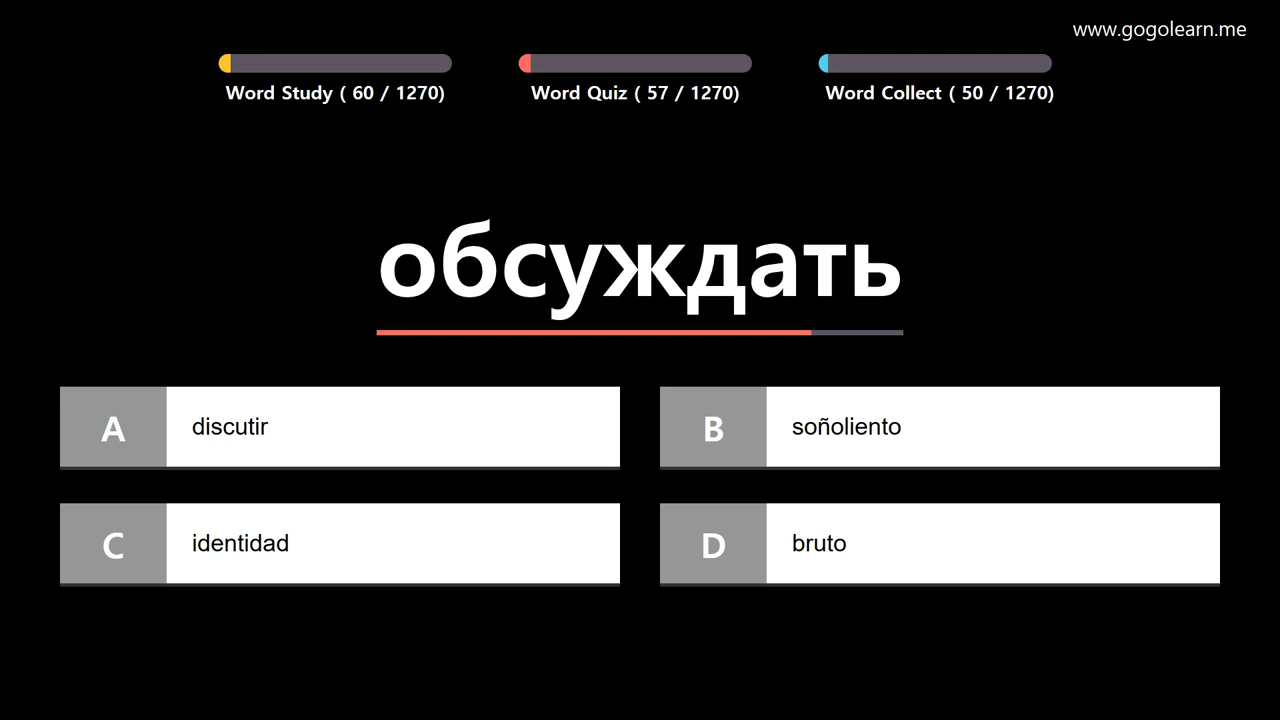 www.gogolearn.me
Word Study ( 60 / 1270)
Word Quiz ( 57 / 1270)
Word Collect ( 50 / 1270)
обсуждать
A discutir
B soñoliento
C identidad
D bruto